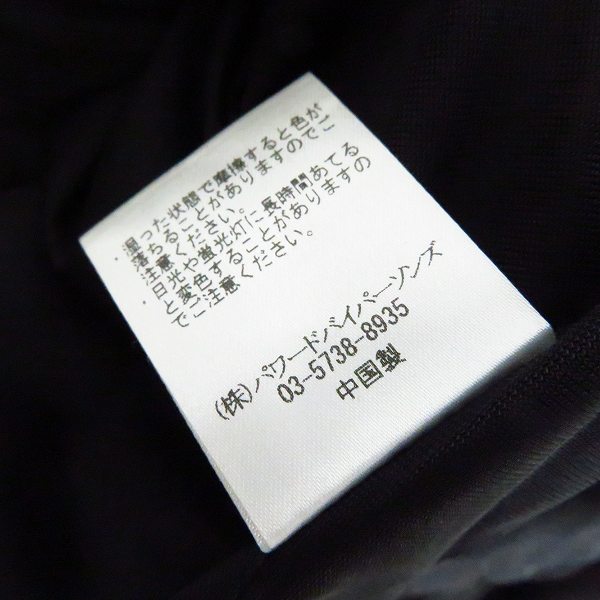 ・湿った状態で摩擦すると色が
落ちることがありますのでご
注意ください。
・日光や蛍光灯に長時間あてる
と変色することがありますの
でご注意ください。
(株)パワードバイパーソンズ
03-5738-8935
中国製